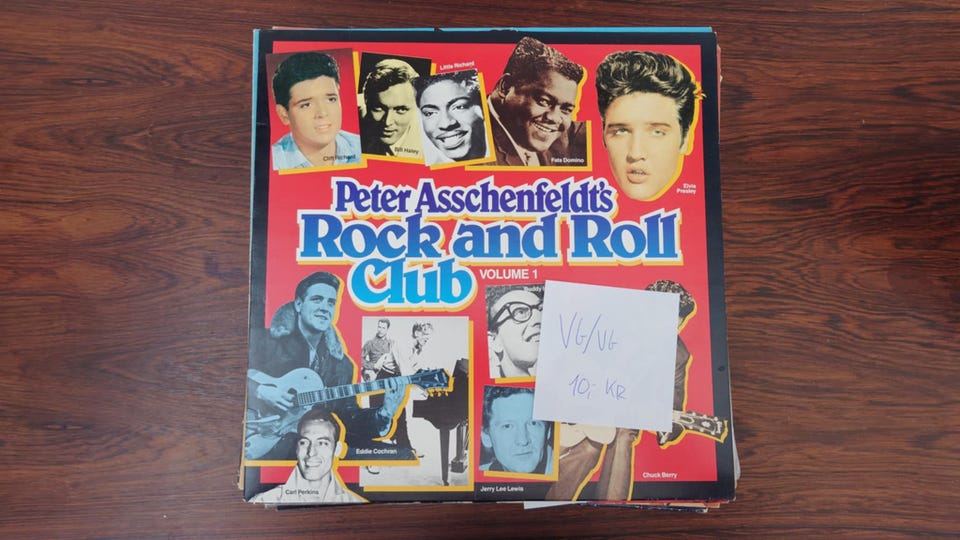 Little Richard
Cliff Richard
Bill Haley
Fats Domino
Elvis
Presley
Peter Asschenfeldt's
Rock and Roll
Club
VOLUME 1
Buddy
VG/VG
10,- KR
Eddie Cochran
Carl Perkins
Jerry Lee Lewis
Chuck Berry